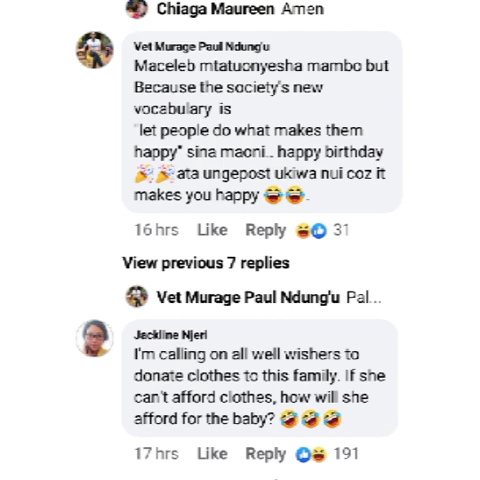 Chiaga Maureen Amen
Vet Murage Paul Ndung'u
Maceleb mtatuonyesha mambo but
Because the society's new
vocabulary is
"let people do what makes them
happy" sina maoni.. happy birthday
🎉🎉ata ungepost ukiwa nui coz it
makes you happy 😂😂.
16 hrs Like Reply 31
View previous 7 replies
Vet Murage Paul Ndung'u Pal...
Jackline Njeri
I'm calling on all well wishers to
donate clothes to this family. If she
can't afford clothes, how will she
afford for the baby? 🤣🤣🤣
17 hrs Like Reply 191